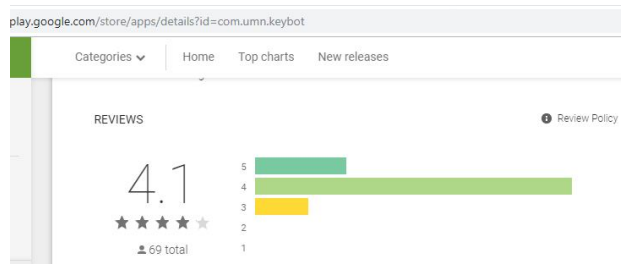 play.google.com/store/apps/details?id=com.umn.keybot
Categories Home Top charts New releases
REVIEWS Review Policy
4.1
69 total
5
4
3
2
1